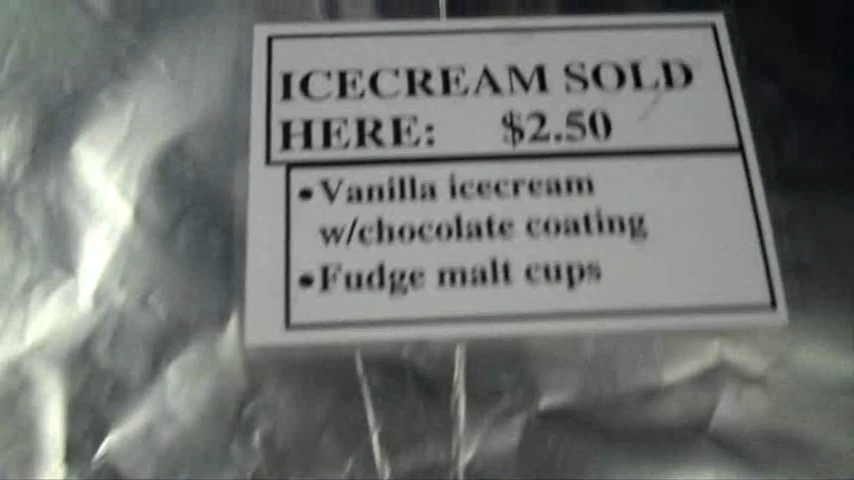 ICECREAM SOLD
HERE: $2.50
•Vanilla icecream
w/chocolate coating
•Fudge malt cups